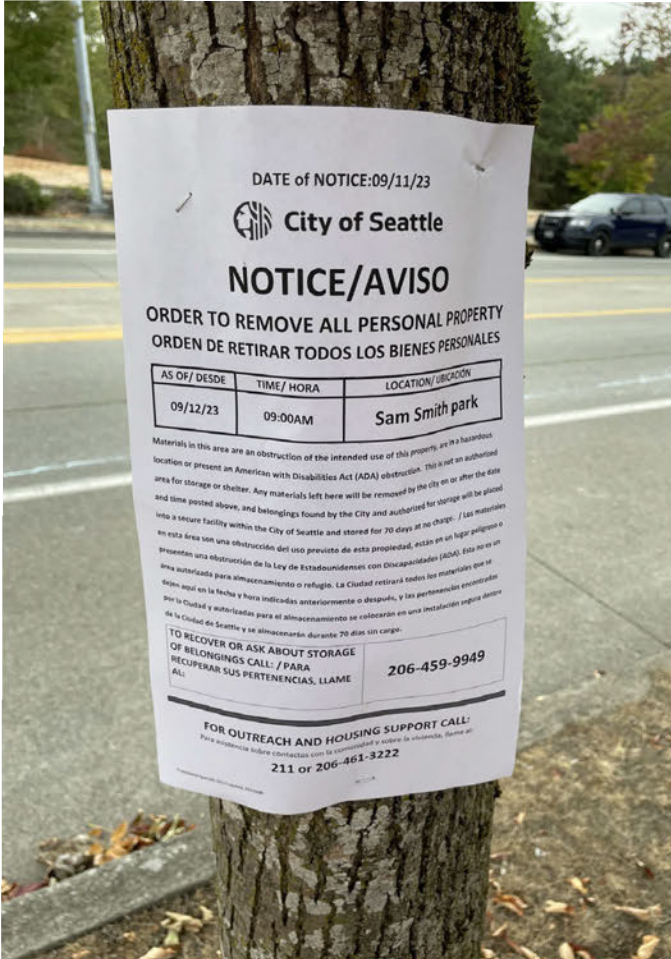 DATE of NOTICE:09/11/23
City of Seattle
NOTICE/AVISO
ORDER TO REMOVE ALL PERSONAL PROPERTY
ORDEN DE RETIRAR TODOS LOS BIENES PERSONALES
AS OF/ DESDE TIME/ HORA LOCATION/ UBICACIÓN
09/12/23 09:00AM Sam Smith park
Materials in this area are an obstruction of the intended use of this property, are in a hazardous
location or present an American with Disabilities Act (ADA) obstruction. This is not an authorized
area for storage or shelter. Any materials left here will be removed by the city on or after the date
and time posted above, and belongings found by the City and authorized for storage will be placed
into a secure facility within the City of Seattle and stored for 70 days at no charge. / Los materiales
en esta área son una obstrucción del uso previsto de esta propiedad, están en un lugar peligroso o
presentan una obstrucción de la Ley de Estadounidenses con Discapacidades (ADA). Esta no es un
área autorizada para almacenamiento o refugio. La Ciudad retirará todos los materiales que se
dejen aquí en la fecha y hora indicadas anteriormente o después, y las pertenencias encontradas
por la Ciudad y autorizadas para el almacenamiento se colocarán en una instalación segura dentro
de la Ciudad de Seattle y se almacenarán durante 70 días sin cargo.
TO RECOVER OR ASK ABOUT STORAGE
OF BELONGINGS CALL: / PARA
RECUPERAR SUS PERTENENCIAS, LLAME
AL:
206-459-9949
FOR OUTREACH AND HOUSING SUPPORT CALL:
Para asistencia sobre contactos con la comunidad y sobre la vivienda, llame al:
211 or 206-461-3222